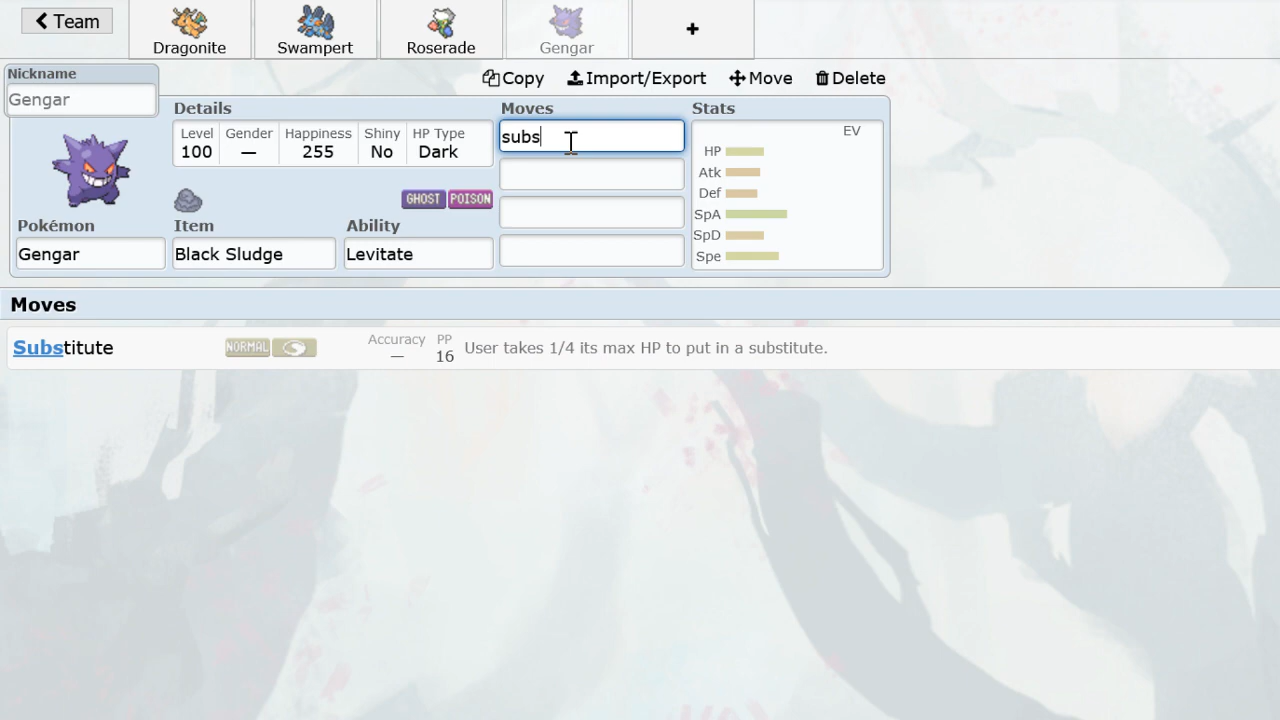 Team
Dragonite
Swampert
Roserade
Gengar
+
Nickname
Gengar
Copy
Import/Export
Move
Delete
Details
Level
Gender
Happiness
Shiny
HP Type
100
—
255
No
Dark
GHOST POISON
Pokémon
Item
Ability
Gengar
Black Sludge
Levitate
Moves
subs
Stats
EV
HP
Atk
Def
SpA
SpD
Spe
Moves
Substitute
NORMAL
Accuracy
—
PP
16
User takes 1/4 its max HP to put in a substitute.